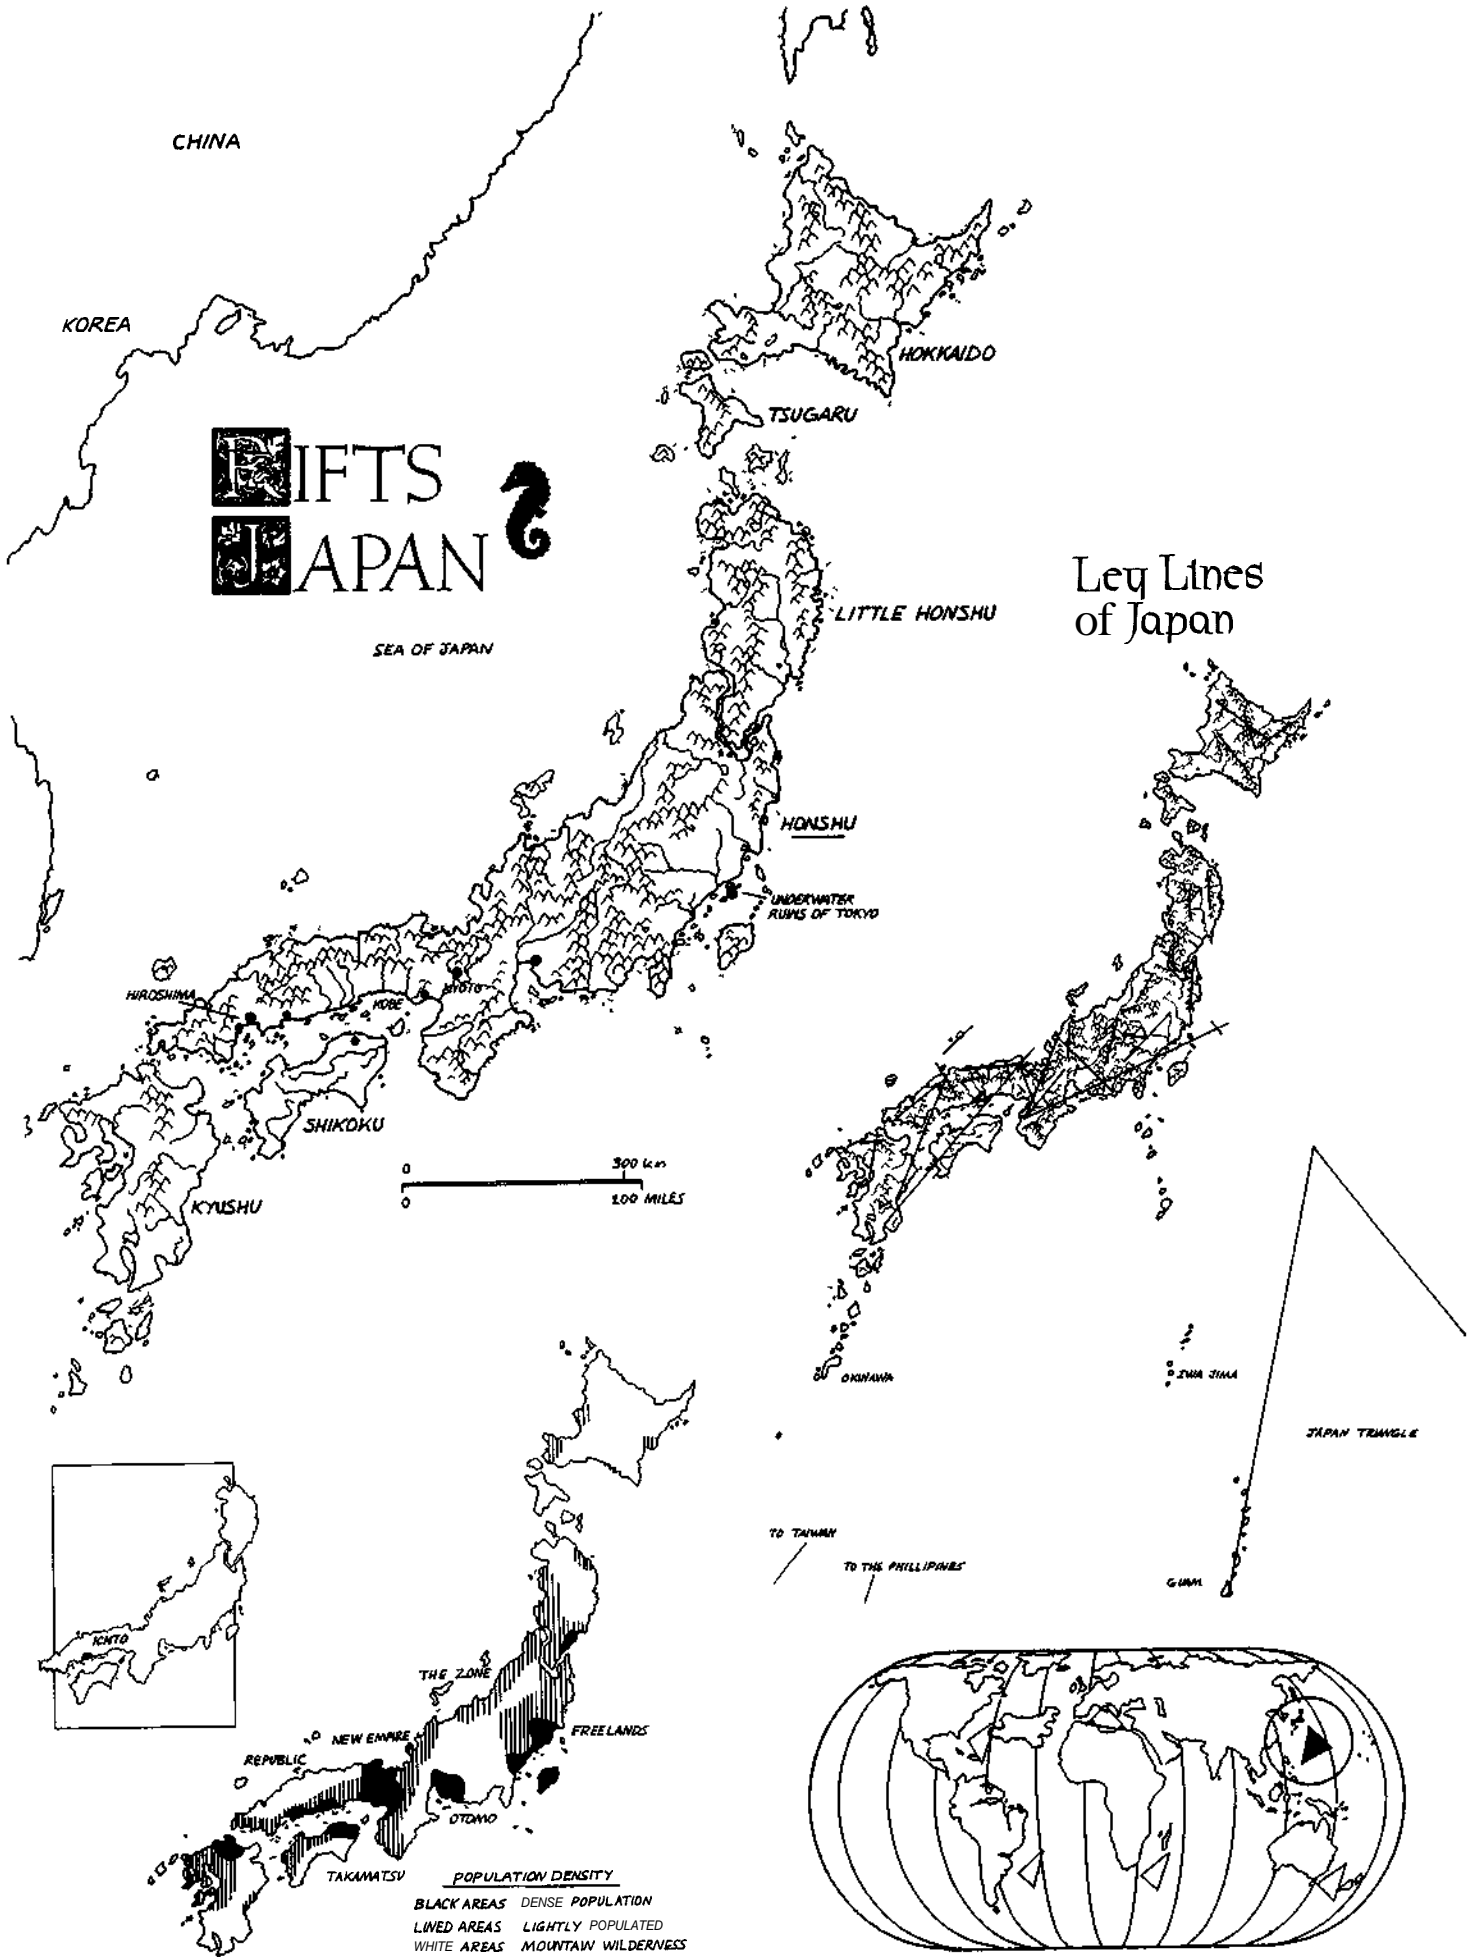 CHINA
KOREA
HOKKAIDO
TSUGARU
RIFTS
JAPAN
SEA OF JAPAN
LITTLE HONSHU
Ley Lines
of Japan
HONSHU
UNDERWATER
RUINS OF TOKYO
HIROSHIMA
KOBE
KYOTO
SHIKOKU
KYUSHU
0
300 km
0
200 MILES
OKINAWA
IWA JIMA
JAPAN TRIANGLE
TO TAIWAN
TO THE PHILLIPINES
GUAM
ICHTO
THE ZONE
NEW EMPIRE
FREELANDS
REPUBLIC
OTOMO
TAKAMATSU
POPULATION DENSITY
BLACK AREAS DENSE POPULATION
LINED AREAS LIGHTLY POPULATED
WHITE AREAS MOUNTAIN WILDERNESS